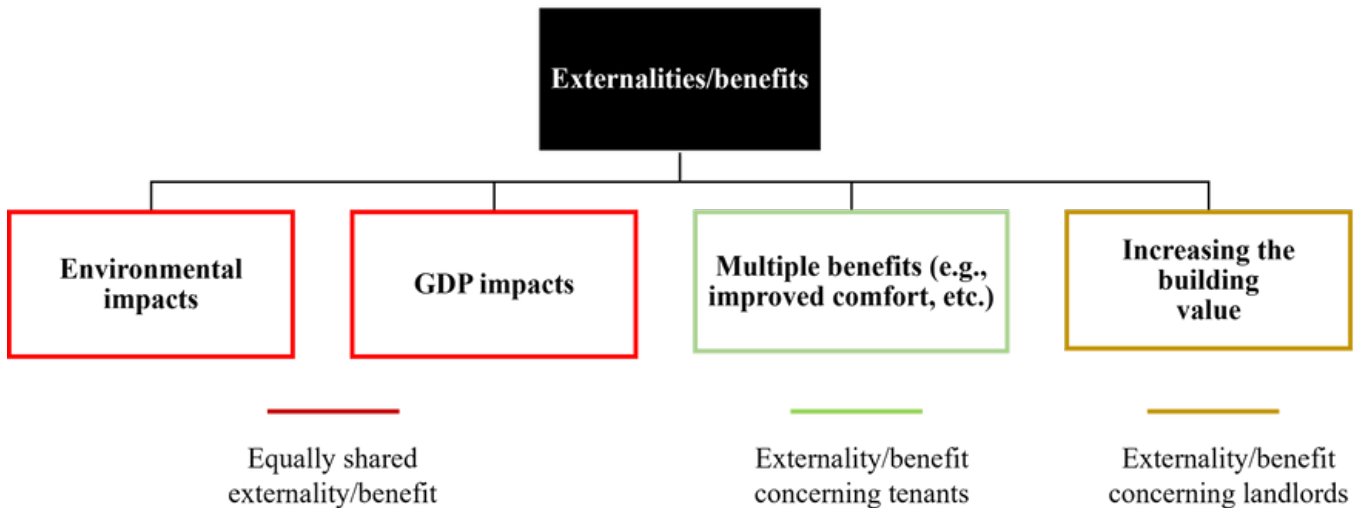 Externalities/benefits
Environmental
impacts
GDP impacts
Multiple benefits (e.g.,
improved comfort, etc.)
Increasing the
building
value
Equally shared
externality/benefit
Externality/benefit
concerning tenants
Externality/benefit
concerning landlords